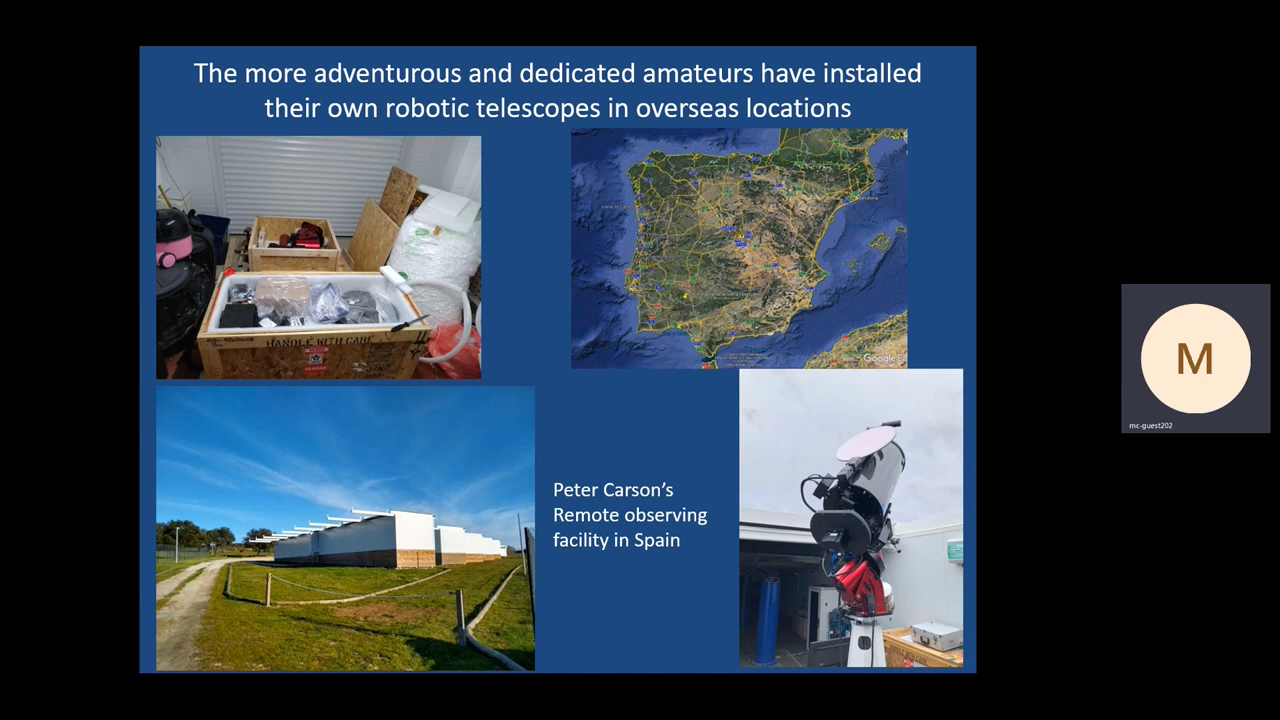 The more adventurous and dedicated amateurs have installed
their own robotic telescopes in overseas locations
HANDLE WITH CARE
Google
Peter Carson’s
Remote observing
facility in Spain
M
mc-guest202